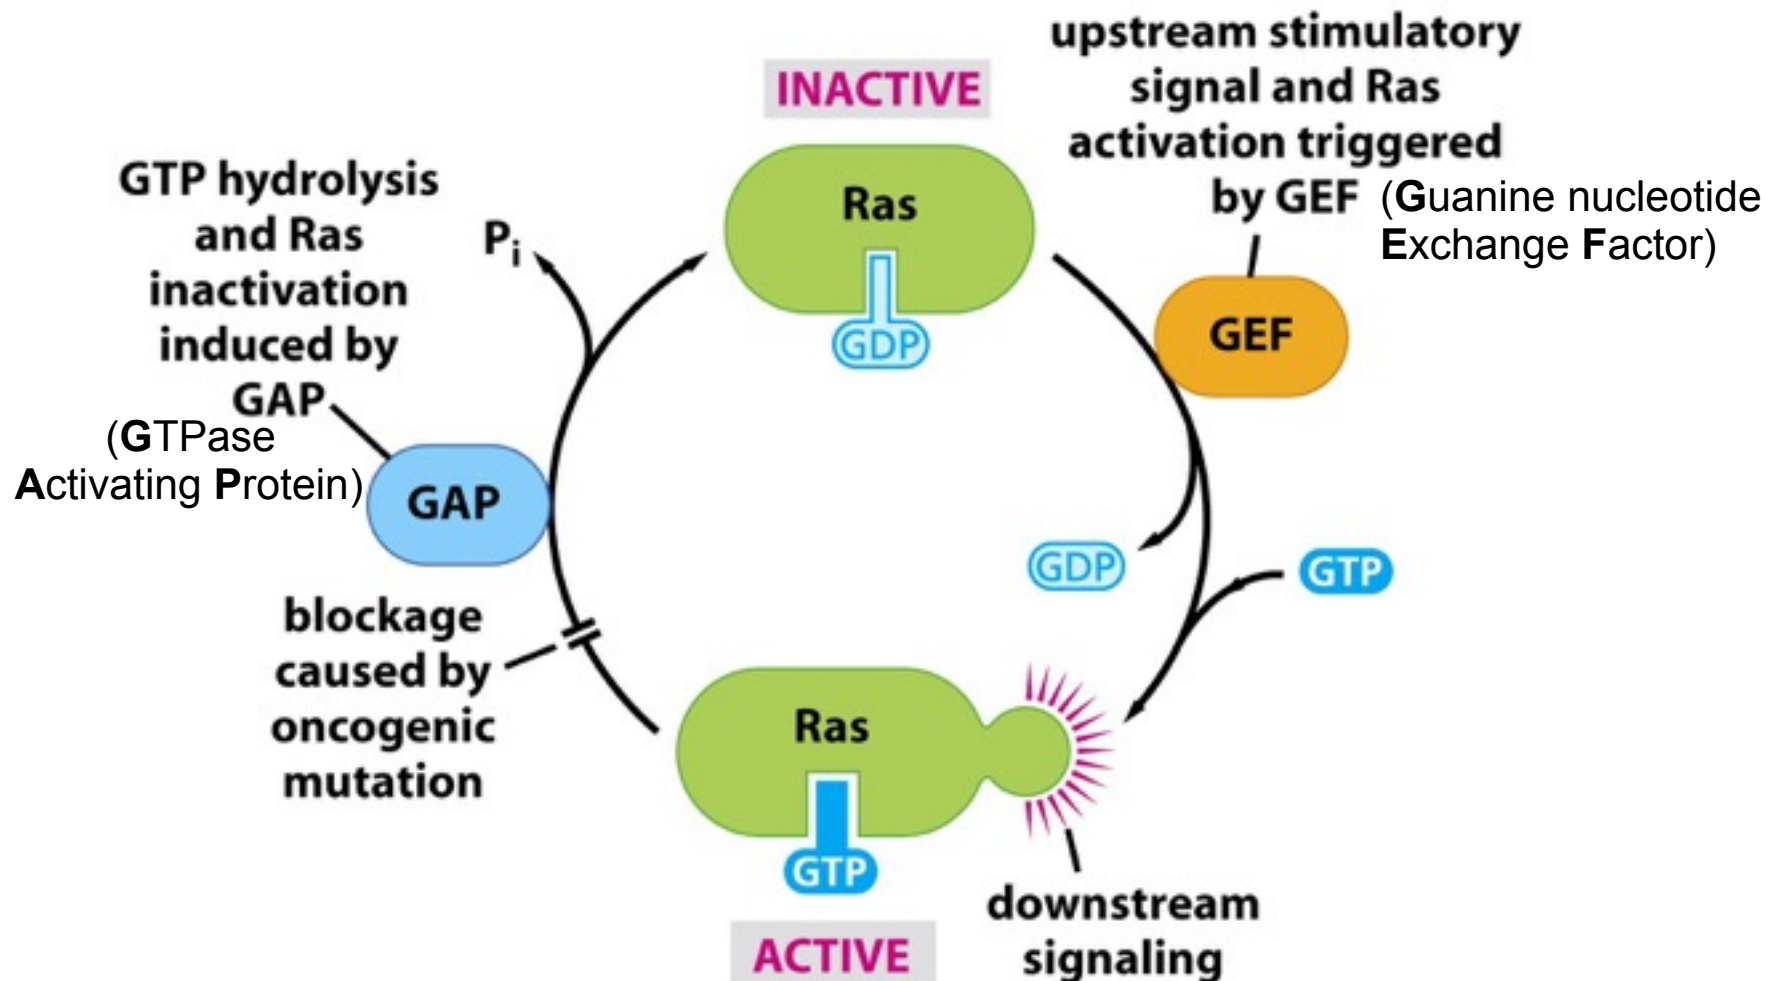 INACTIVE
upstream stimulatory
signal and Ras
activation triggered
by GEF (Guanine nucleotide
Exchange Factor)
GTP hydrolysis
and Ras
inactivation
induced by
GAP
(GTPase
Activating Protein)
Pi
Ras
GDP
GEF
GAP
GDP
GTP
blockage
caused by
oncogenic
mutation
Ras
GTP
ACTIVE
downstream
signaling